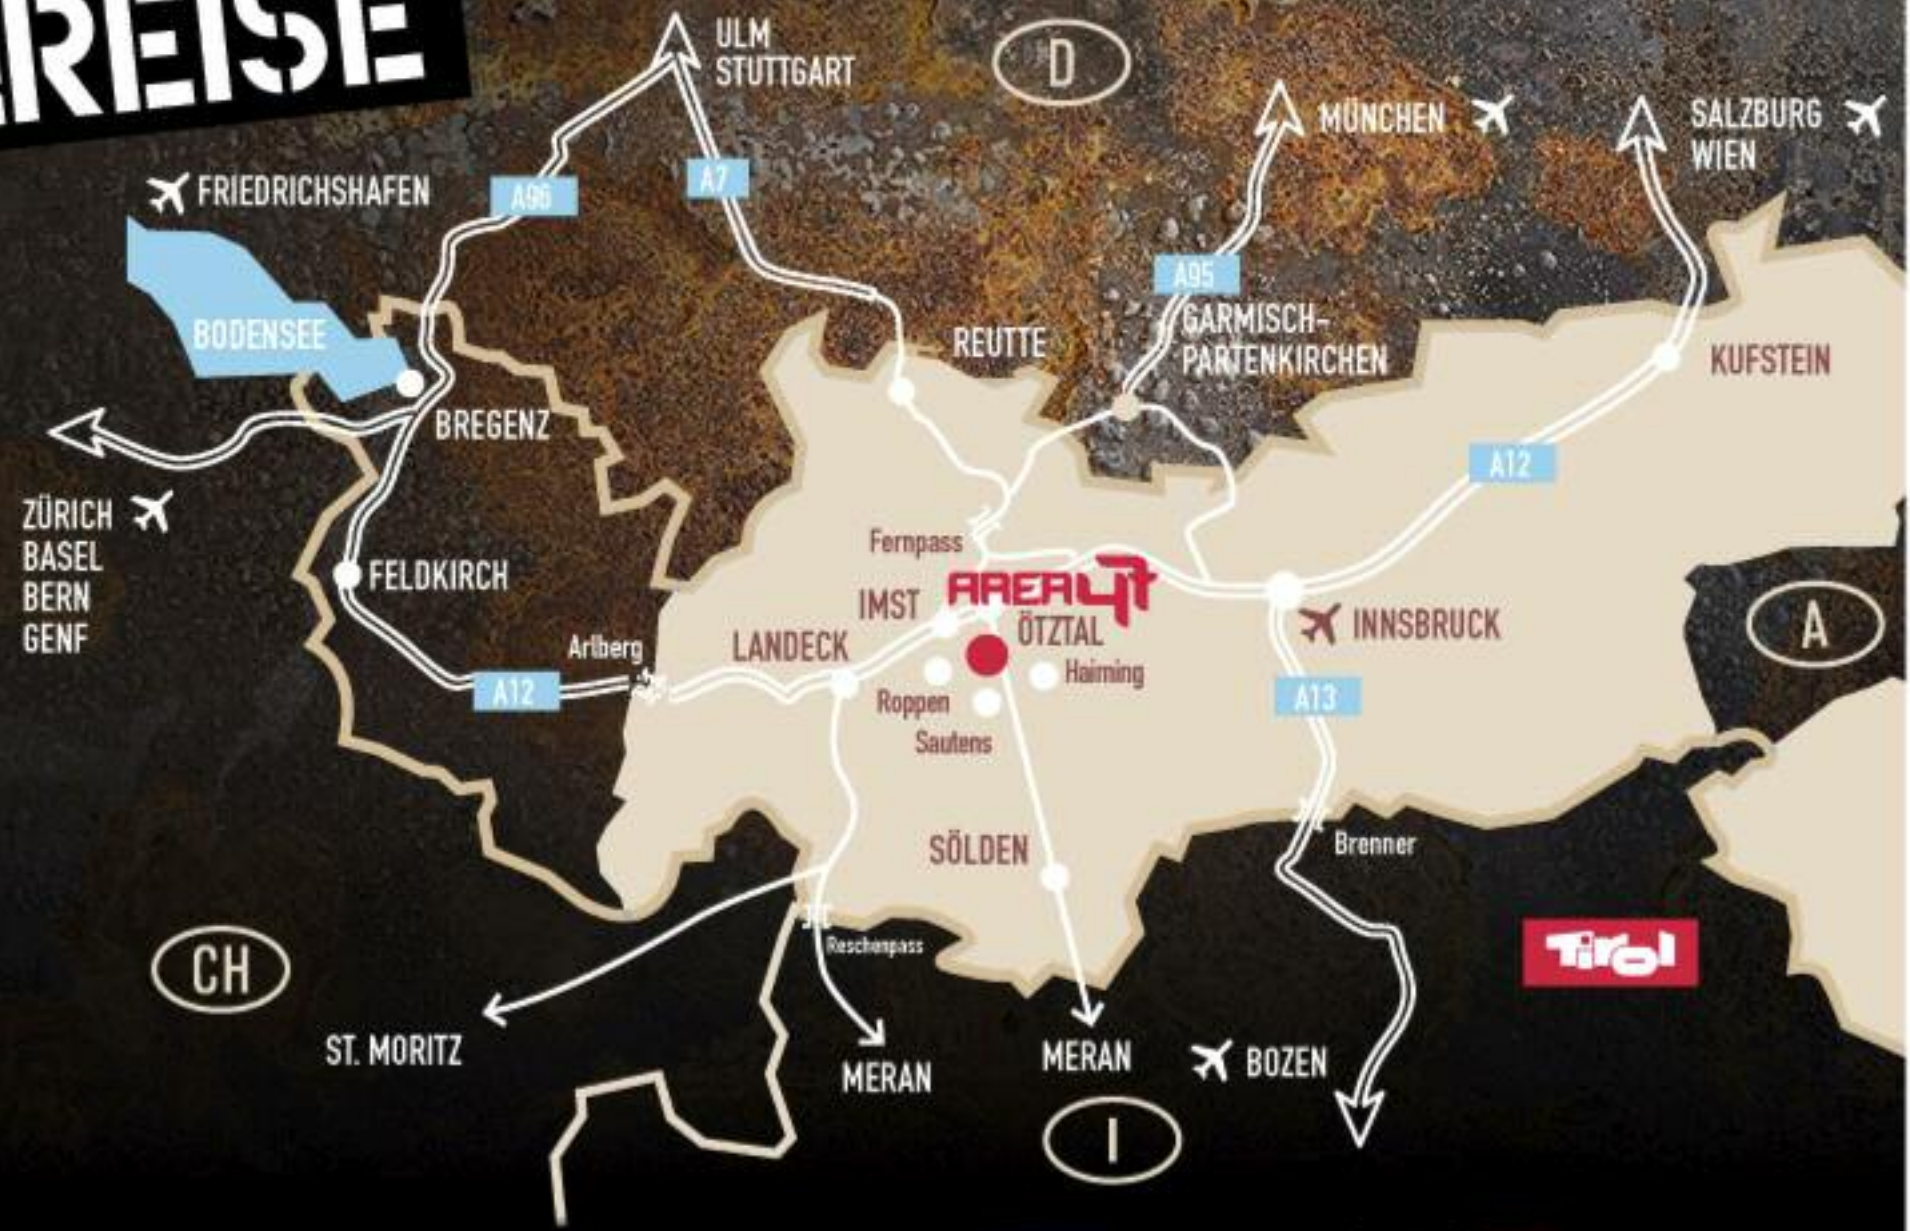 REISE
ULM
STUTTGART
D
MÜNCHEN
SALZBURG
WIEN
FRIEDRICHSHAFEN
A96
A7
A95
BODENSEE
REUTTE
GARMISCH-
PARTENKIRCHEN
KUFSTEIN
BREGENZ
A12
ZÜRICH
BASEL
BERN
GENF
FELDKIRCH
Fernpass
AREA 47
IMST
ÖTZTAL
INNSBRUCK
A
Arlberg
LANDECK
Haiming
A12
Roppen
A13
Sautens
SÖLDEN
Brenner
Reschenpass
CH
Tirol
ST. MORITZ
MERAN
MERAN
BOZEN
I